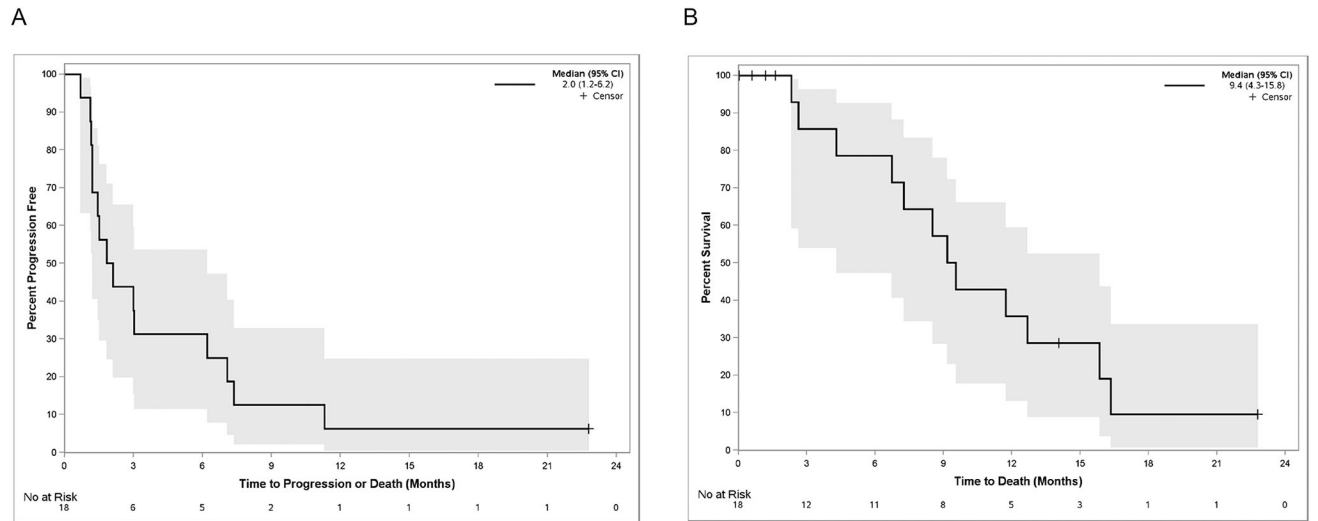 A
B
Median (95% CI)
2.0 (1.2-6.2)
+ Censor
Percent Progression Free
100
90
80
70
60
50
40
30
20
10
0
0 3 6 9 12 15 18 21 24
Time to Progression or Death (Months)
No at Risk
18 6 5 2 1 1 1 1 0
Median (95% CI)
9.4 (4.3-15.8)
+ Censor
Percent Survival
100
90
80
70
60
50
40
30
20
10
0
0 3 6 9 12 15 18 21 24
Time to Death (Months)
No at Risk
18 12 11 8 5 3 1 1 0